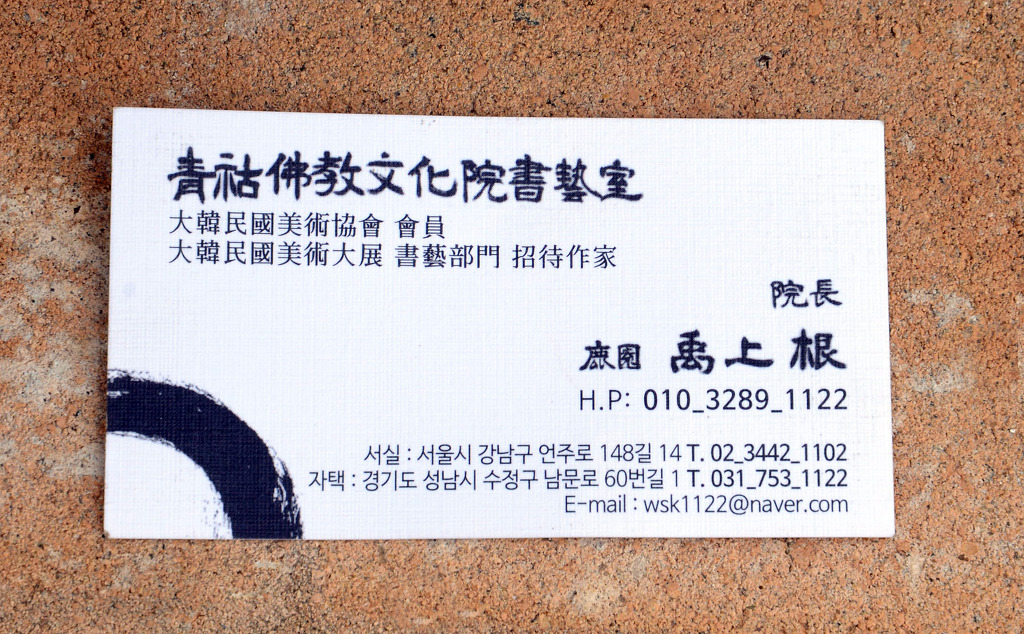 青祜佛教文化院書藝室
大韓民國美術協會 會員
大韓民國美術大展 書藝部門 招待作家
院長
鹿園 禹上根
H.P: 010_3289_1122
서실 : 서울시 강남구 언주로 148길 14 T. 02_3442_1102
자택 : 경기도 성남시 수정구 남문로 60번길 1 T. 031_753_1122
E-mail : wsk1122@naver.com